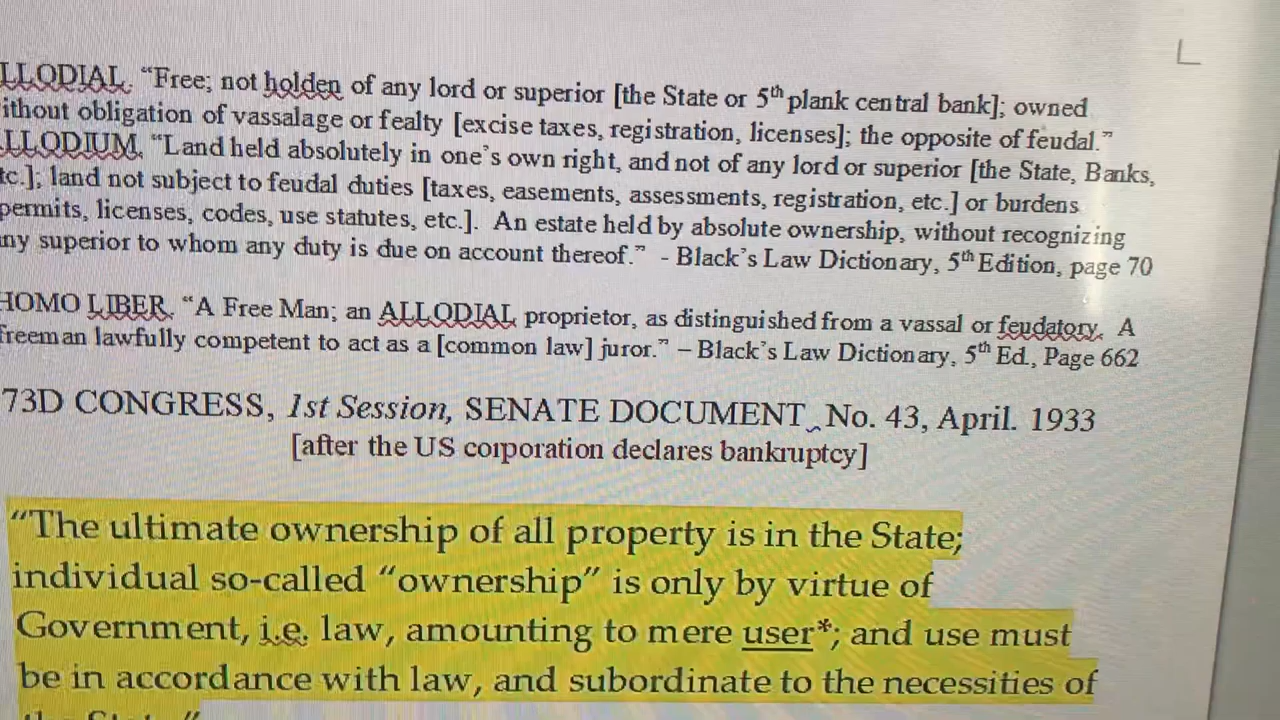 LLODIAL. “Free; not holden of any lord or superior [the State or 5th plank central bank]; owned
ithout obligation of vassalage or fealty [excise taxes, registration, licenses]; the opposite of feudal.”
LLODIUM. “Land held absolutely in one’s own right, and not of any lord or superior [the State, Banks,
tc.]; land not subject to feudal duties [taxes, easements, assessments, registration, etc.] or burdens
permits, licenses, codes, use statutes, etc.]. An estate held by absolute ownership, without recognizing
ny superior to whom any duty is due on account thereof.” - Black’s Law Dictionary, 5th Edition, page 70
HOMO LIBER. “A Free Man; an ALLODIAL proprietor, as distinguished from a vassal or feudatory. A
freeman lawfully competent to act as a [common law] juror.” – Black’s Law Dictionary, 5th Ed., Page 662
73D CONGRESS, 1st Session, SENATE DOCUMENT No. 43, April. 1933
[after the US corporation declares bankruptcy]
“The ultimate ownership of all property is in the State;
individual so-called “ownership” is only by virtue of
Government, i.e. law, amounting to mere user*; and use must
be in accordance with law, and subordinate to the necessities of